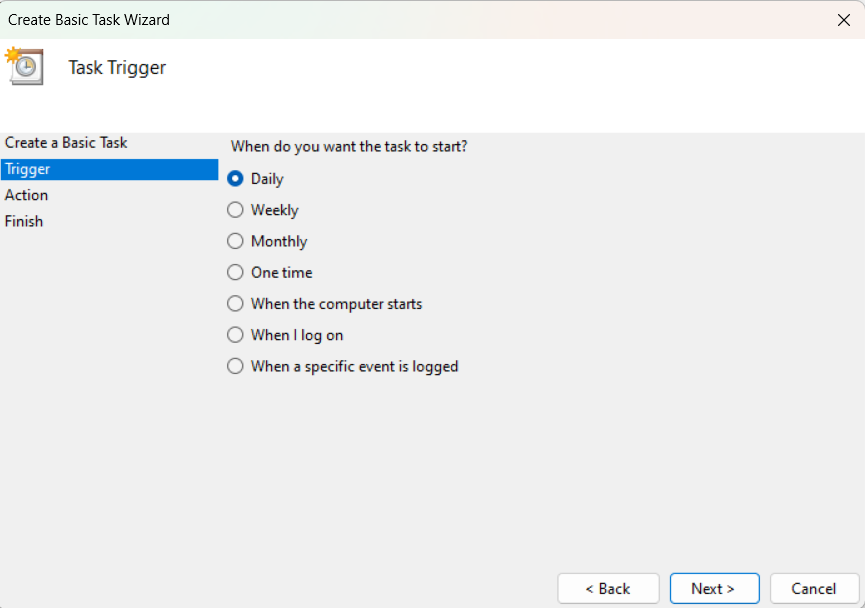 Create Basic Task Wizard
Task Trigger
Create a Basic Task
Trigger
Action
Finish
When do you want the task to start?
Daily
Weekly
Monthly
One time
When the computer starts
When I log on
When a specific event is logged
< Back
Next >
Cancel